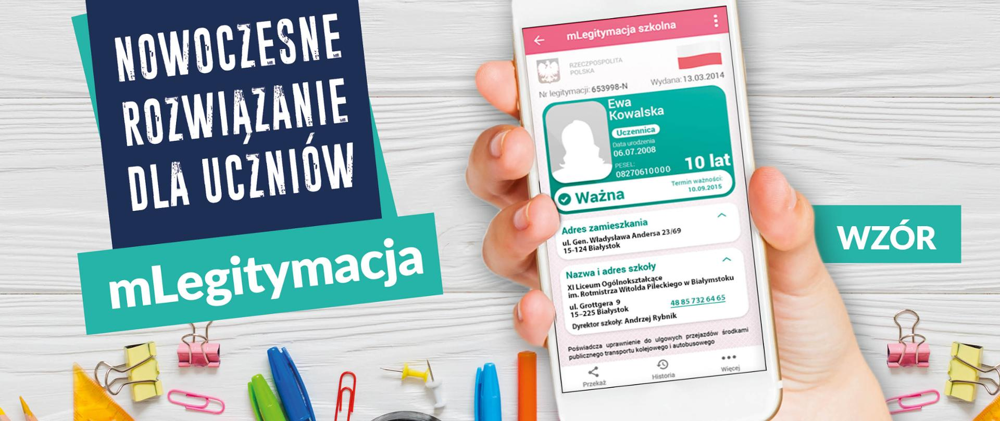 NOWOCZESNE
ROZWIĄZANIE
DLA UCZNIÓW
mLegitymacja
mLegitymacja szkolna
RZECZPOSPOLITA
POLSKA
Nr legitymacji: 653998-N
Wydana: 13.03.2014
Ewa
Kowalska
Uczennica
Data urodzenia
06.07.2008
PESEL:
08270610000
10 lat
Ważna
Termin ważności:
10.09.2015
Adres zamieszkania
ul. Gen. Władysława Andersa 23/69
15-124 Białystok
Nazwa i adres szkoły
XI Liceum Ogólnokształcące
im. Rotmistrza Witolda Pileckiego w Białymstoku
ul. Grottgera 9
15-225 Białystok
48 85 732 64 65
Dyrektor szkoły: Andrzej Rybnik
Poświadcza uprawnienie do ulgowych przejazdów środkami
publicznego transportu kolejowego i autobusowego
Przekaż
Historia
Więcej
WZÓR